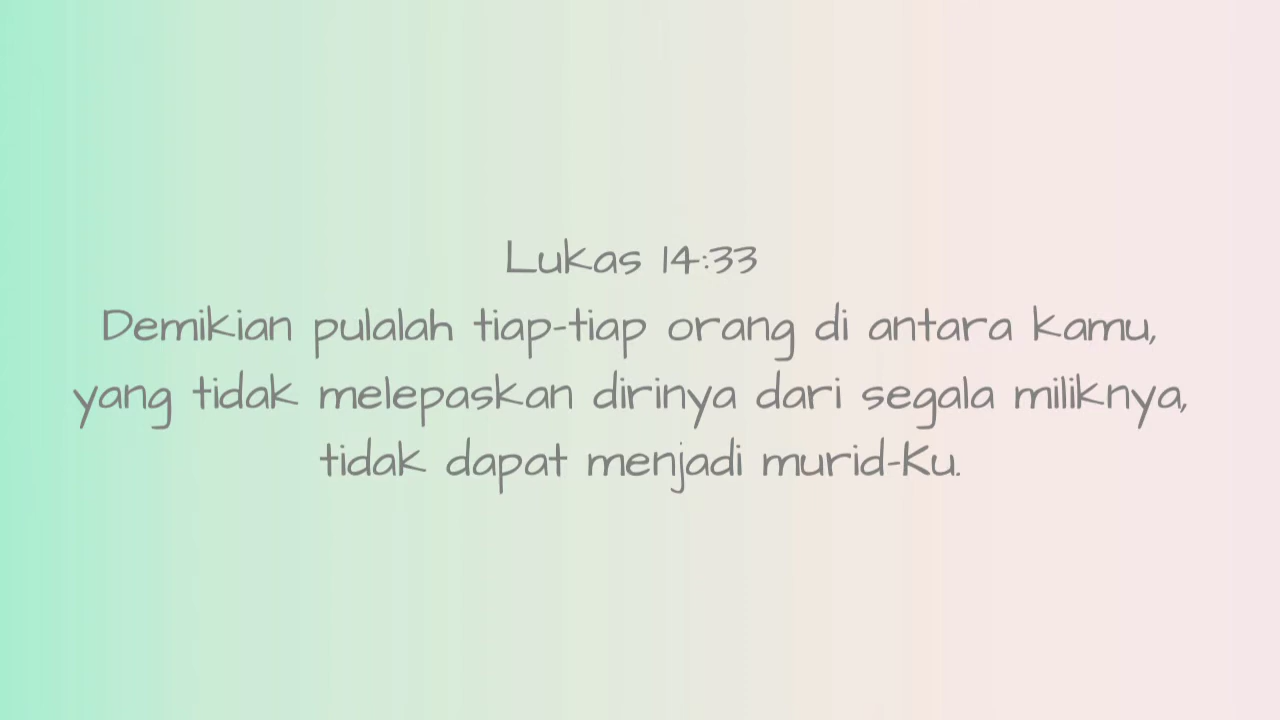 Lukas 14:33
Demikian pulalah tiap-tiap orang di antara kamu,
yang tidak melepaskan dirinya dari segala miliknya,
tidak dapat menjadi murid-Ku.